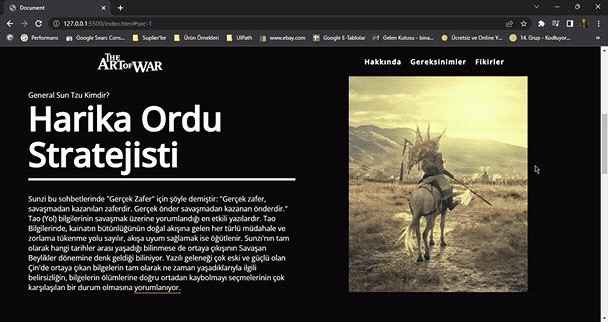 Document
127.0.0.1:5500/index.html#sec-1
Performans
Google Searc Cons...
Suplier'ler
Ürün Örnekleri
UIPath
www.ebay.com
Google E-Tablolar
Gelen Kutusu - bina...
Ücretsiz ve Online Y...
14. Grup - Kodluyor...
THE
ART OF WAR
Hakkında Gereksinimler Fikirler
General Sun Tzu Kimdir?
Harika Ordu
Stratejisti
Sunzi bu sohbetlerinde "Gerçek Zafer" için şöyle demiştir: "Gerçek zafer,
savaşmadan kazanılan zaferdir. Gerçek önder savaşmadan kazanan önderdir."
Tao (Yol) bilgilerinin savaşmak üzerine yorumlandığı en etkili yazılardır. Tao
Bilgilerinde, kainatın bütünlüğünün doğal akışına gelen her türlü müdahale ve
zorlama tükenme yolu sayılır, akışa uyum sağlamak ise öğütlenir. Sunzı'nın tam
olarak hangi tarihler arası yaşadığı bilinmese de ortaya çıkışının Savaşan
Beylikler dönemine denk geldiği biliniyor. Yazılı geleneği çok eski ve güçlü olan
Çin'de ortaya çıkan bilgelerin tam olarak ne zaman yaşadıklarıyla ilgili
belirsizliğin, bilgelerin ölümlerine doğru ortadan kaybolmayı seçmelerinin çok
karşılaşılan bir durum olmasına yorumlanıyor.